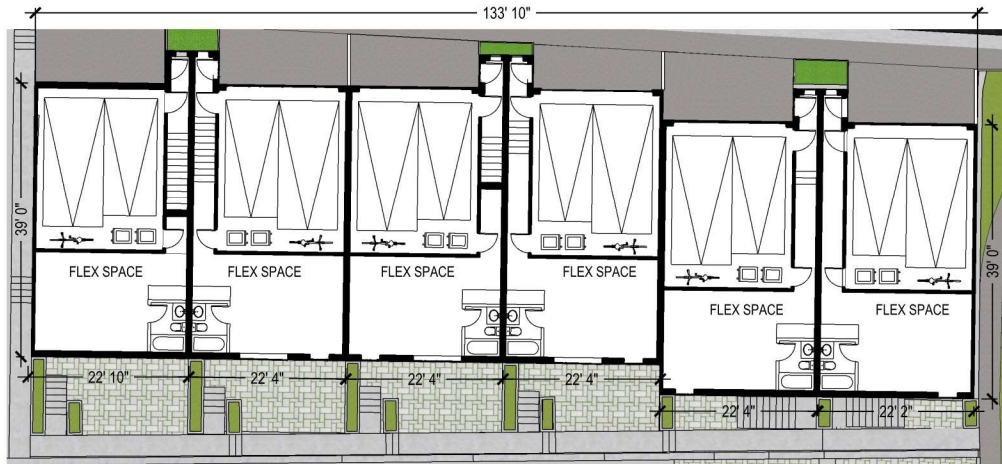 133' 10"
39' 0"
FLEX SPACE
FLEX SPACE
FLEX SPACE
FLEX SPACE
39' 0"
FLEX SPACE
FLEX SPACE
22' 10"
22' 4"
22' 4"
22' 4"
22' 4"
22' 2"